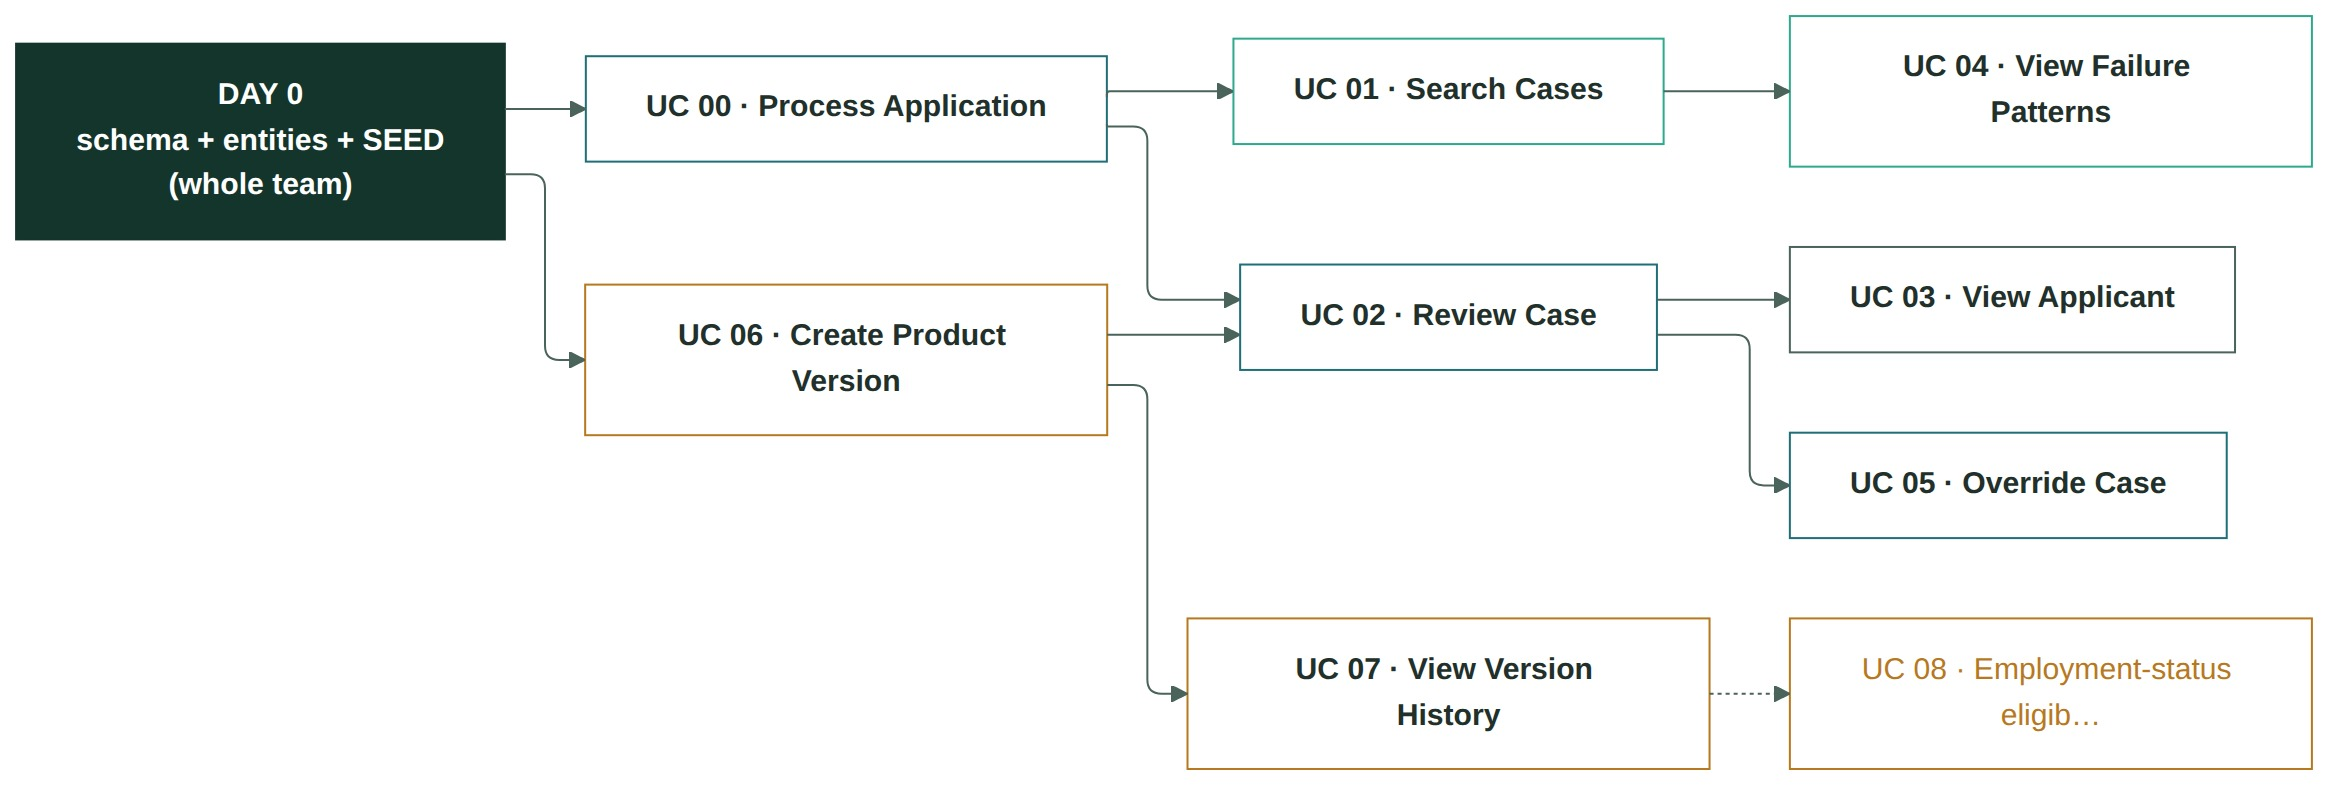 DAY 0
schema + entities + SEED
(whole team)
UC 00 · Process Application
UC 06 · Create Product
Version
UC 01 · Search Cases
UC 02 · Review Case
UC 07 · View Version
History
UC 04 · View Failure
Patterns
UC 03 · View Applicant
UC 05 · Override Case
UC 08 · Employment-status
eligib…